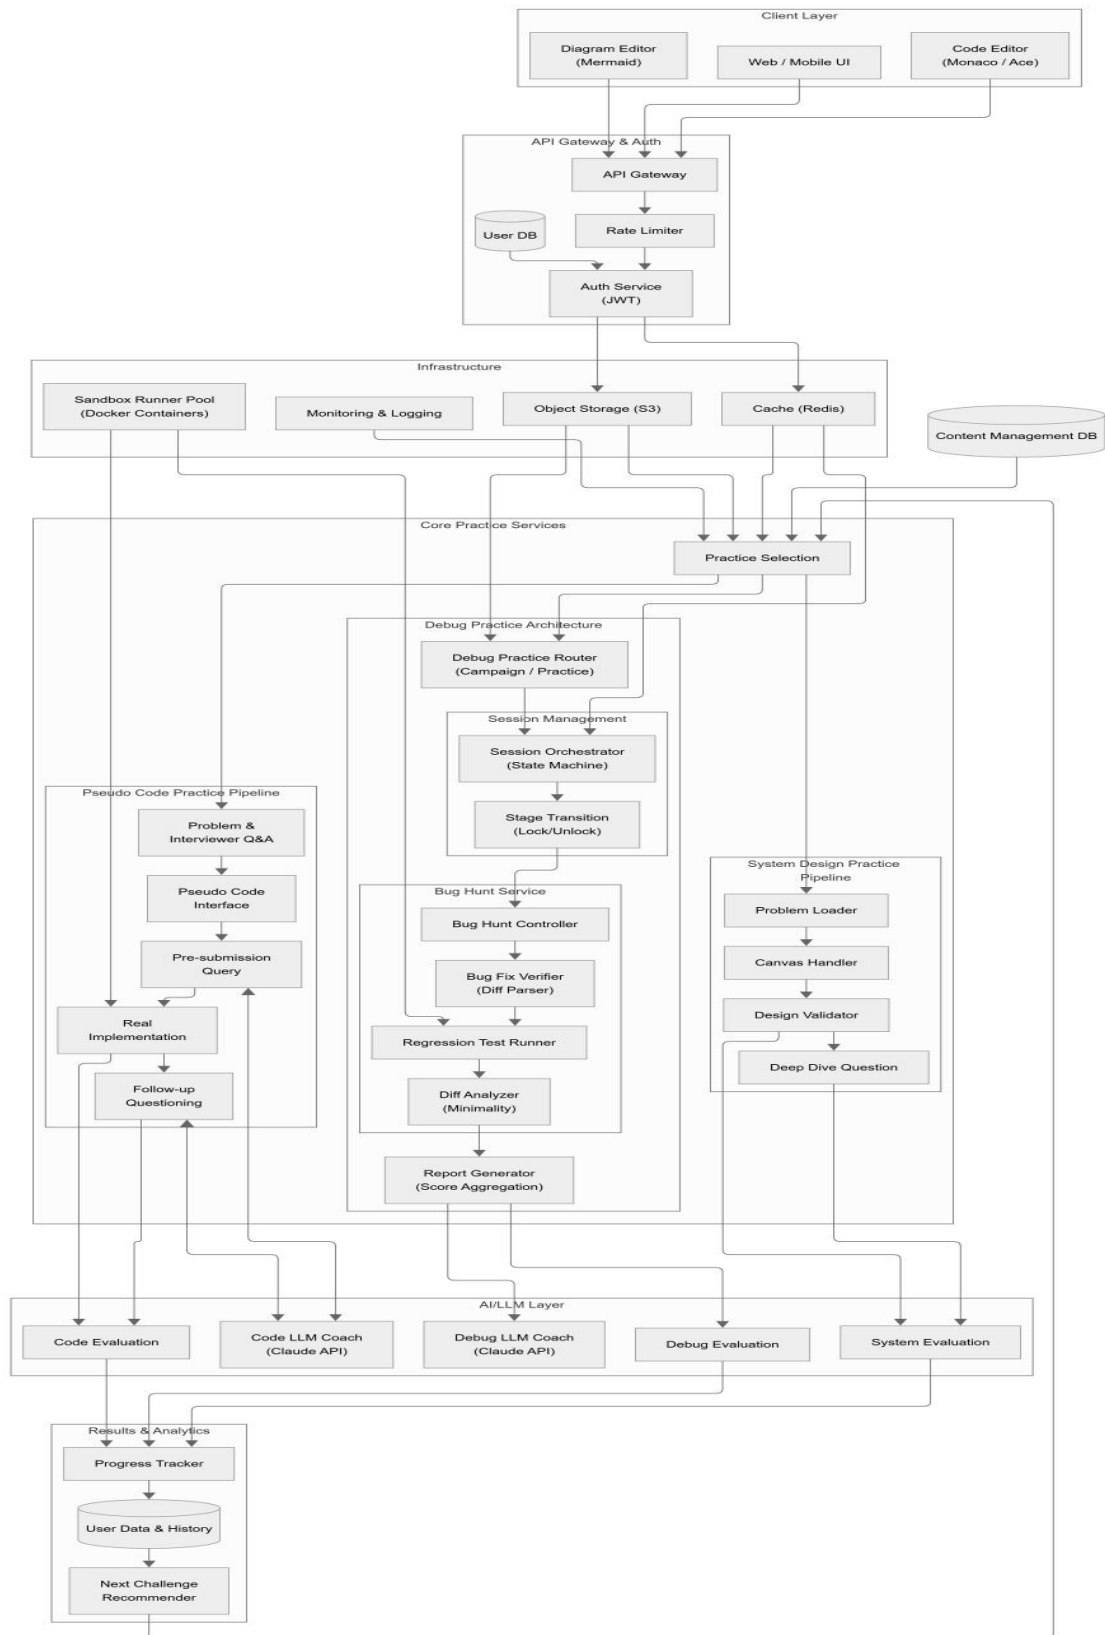 Client Layer
Diagram Editor
(Mermaid)
Web / Mobile UI
Code Editor
(Monaco / Ace)
API Gateway & Auth
API Gateway
User DB
Rate Limiter
Auth Service
(JWT)
Infrastructure
Sandbox Runner Pool
(Docker Containers)
Monitoring & Logging
Object Storage (S3)
Cache (Redis)
Content Management DB
Core Practice Services
Practice Selection
Debug Practice Architecture
Debug Practice Router
(Campaign / Practice)
Session Management
Session Orchestrator
(State Machine)
Stage Transition
(Lock/Unlock)
Pseudo Code Practice Pipeline
Problem &
Interviewer Q&A
Pseudo Code
Interface
Pre-submission
Query
Real
Implementation
Follow-up
Questioning
Bug Hunt Service
Bug Hunt Controller
Bug Fix Verifier
(Diff Parser)
Regression Test Runner
Diff Analyzer
(Minimality)
Report Generator
(Score Aggregation)
System Design Practice
Pipeline
Problem Loader
Canvas Handler
Design Validator
Deep Dive Question
AI/LLM Layer
Code Evaluation
Code LLM Coach
(Claude API)
Debug LLM Coach
(Claude API)
Debug Evaluation
System Evaluation
Results & Analytics
Progress Tracker
User Data & History
Next Challenge
Recommender